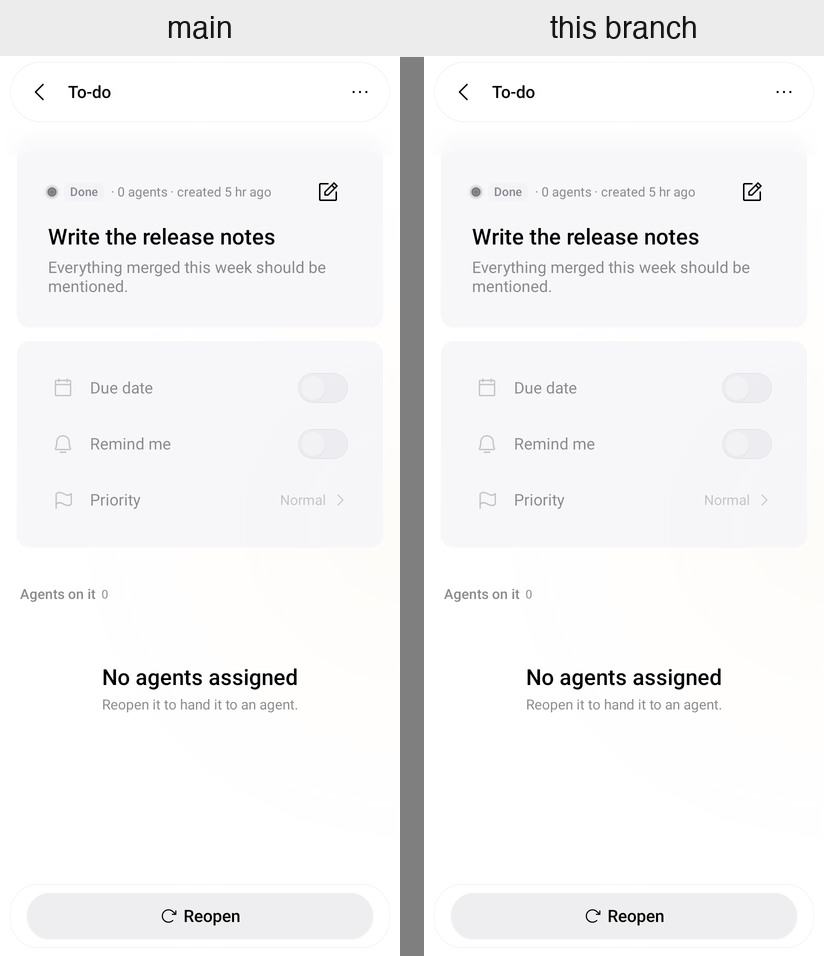 main
this branch
To-do
Done · 0 agents · created 5 hr ago
Write the release notes
Everything merged this week should be
mentioned.
Due date
Remind me
Priority Normal
Agents on it 0
No agents assigned
Reopen it to hand it to an agent.
Reopen
To-do
Done · 0 agents · created 5 hr ago
Write the release notes
Everything merged this week should be
mentioned.
Due date
Remind me
Priority Normal
Agents on it 0
No agents assigned
Reopen it to hand it to an agent.
Reopen